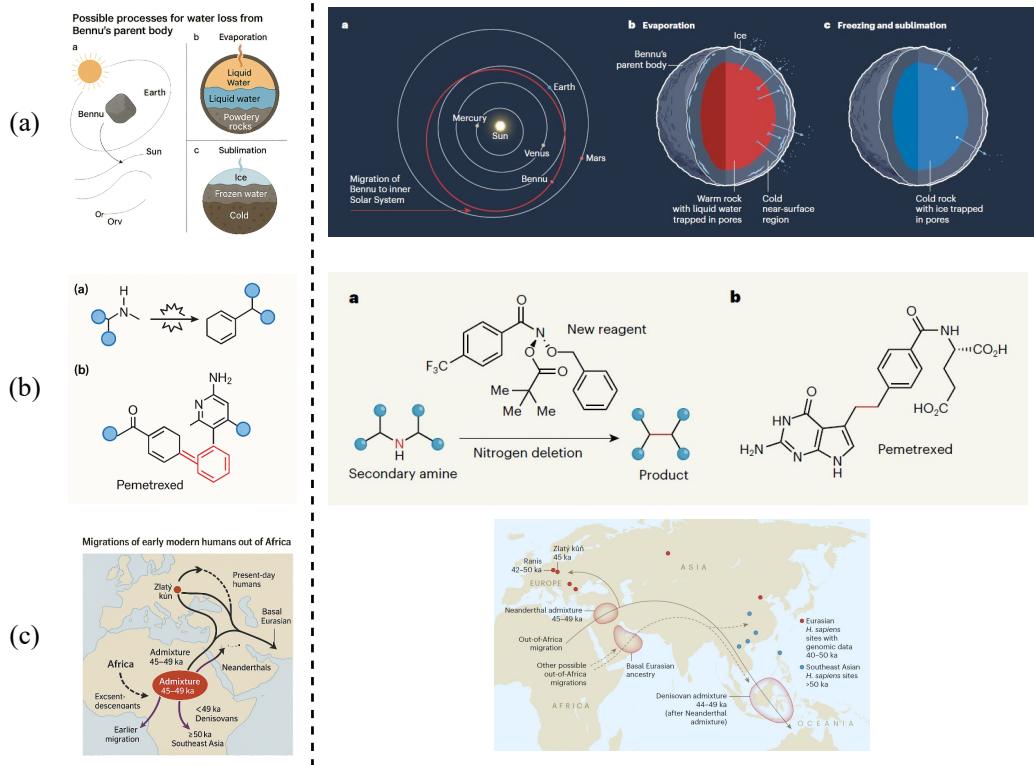 (a)
Possible processes for water loss from
Bennu's parent body
a
Earth
Bennu
Sun
Or
Orv
b
Evaporation
Liquid
Water
Liquid water
Powdery
rocks
c
Sublimation
Ice
Frozen water
Cold
a
Earth
Mercury
Sun
Venus
Mars
Bennu
Migration of
Bennu to inner
Solar System
b Evaporation
Ice
Bennu's
parent body
Warm rock
with liquid water
trapped in pores
Cold
near-surface
region
c Freezing and sublimation
Cold rock
with ice trapped
in pores
(b)
(a)
H
N
(b)
NH₂
N
O
Pemetrexed
a
O
N
New reagent
O
O
F₃C
O
Me
Me
Me
N
H
Nitrogen deletion
Secondary amine
Product
b
O
NH
CO₂H
O
HO₂C
HN
H₂N
N
N
H
Pemetrexed
(c)
Migrations of early modern humans out of Africa
Zlatý
kůn
Present-day
humans
Basal
Eurasian
Admixture
45–49 ka
Neanderthals
Africa
Admixture
45–49 ka
Excsent-
descengants
<49 ka
Denisovans
Earlier
migration
≥50 ka
Southeast Asia
Zlatý kůň
45 ka
Ranis
42–50 ka
EUROPE
ASIA
Neanderthal admixture
45–49 ka
Out-of-Africa
migration
Other possible
out-of-Africa
migrations
Basal Eurasian
ancestry
AFRICA
Denisovan admixture
44–49 ka
(after Neanderthal
admixture)
Eurasian
H. sapiens
sites with
genomic data
40–50 ka
Southeast Asian
H. sapiens sites
>50 ka
OCEANIA